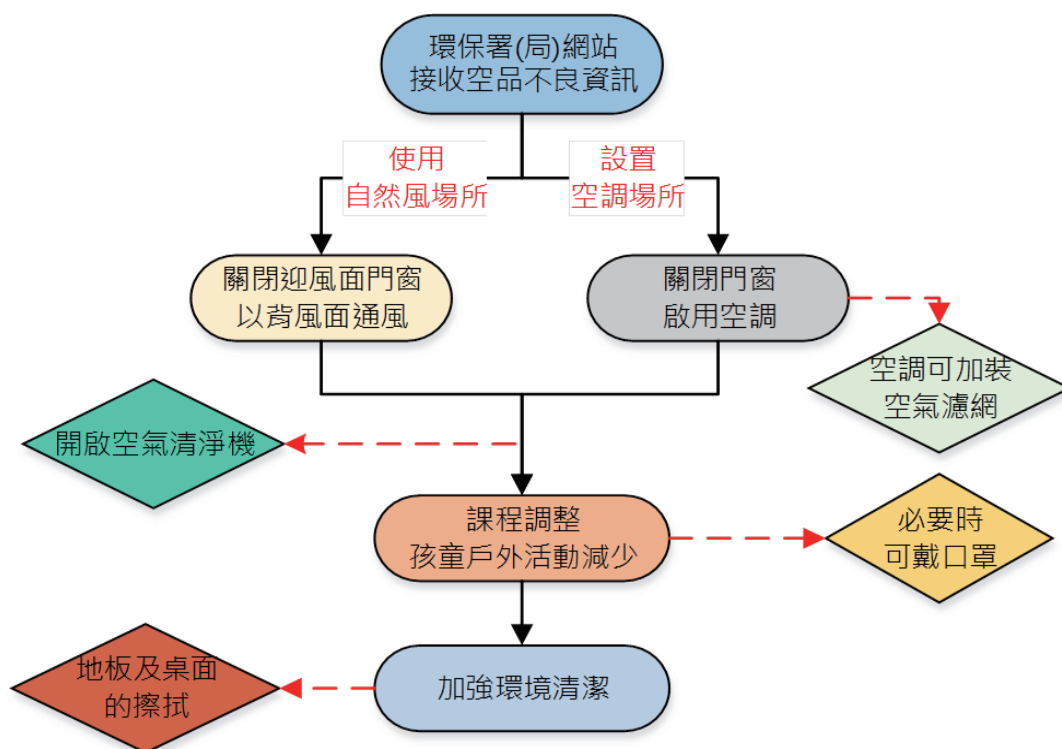 環保署(局)網站
接收空品不良資訊
使用
自然風場所
設置
空調場所
關閉迎風面門窗
以背風面通風
關閉門窗
啟用空調
空調可加裝
空氣濾網
開啟空氣清淨機
課程調整
孩童戶外活動減少
必要時
可戴口罩
地板及桌面
的擦拭
加強環境清潔